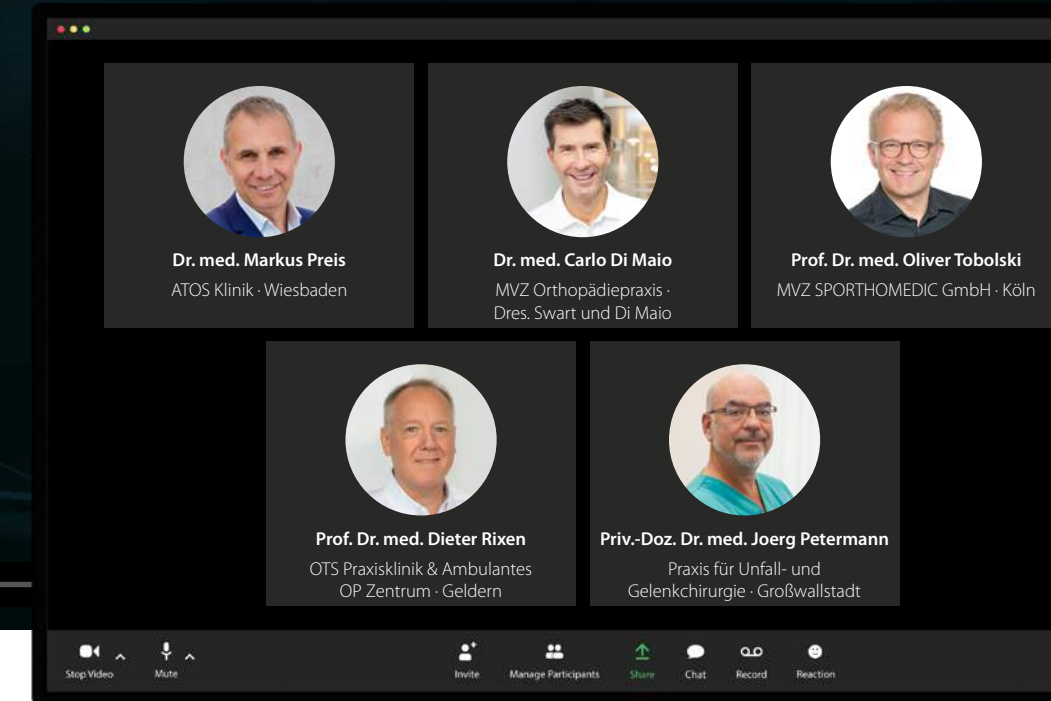 Dr. med. Markus Preis
ATOS Klinik · Wiesbaden
Dr. med. Carlo Di Maio
MVZ Orthopädiepraxis ·
Dres. Swart und Di Maio
Prof. Dr. med. Oliver Tobolski
MVZ SPORTHOMEDIC GmbH · Köln
Prof. Dr. med. Dieter Rixen
OTS Praxisklinik & Ambulantes
OP Zentrum · Geldern
Priv.-Doz. Dr. med. Joerg Petermann
Praxis für Unfall- und
Gelenkchirurgie · Großwallstadt
Stop Video
Mute
Invite
Manage Participants
Share
Chat
Record
Reaction